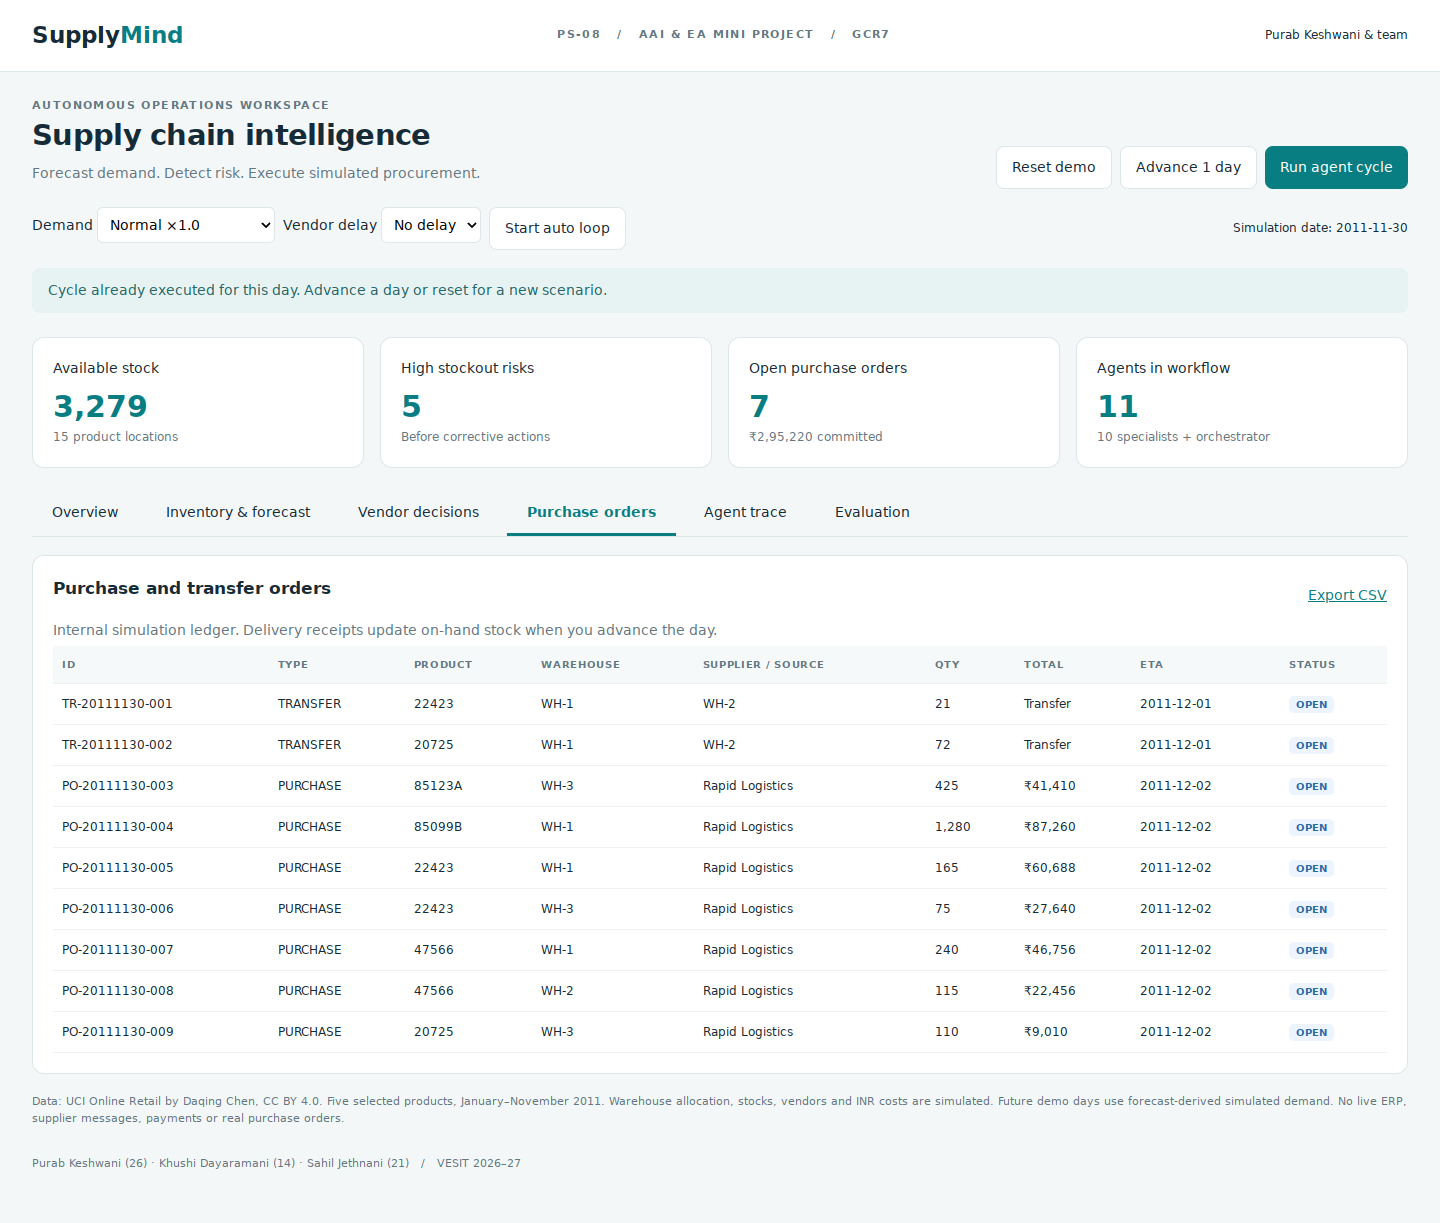 SupplyMind
PS-08 / AAI & EA MINI PROJECT / GCR7
Purab Keshwani & team
AUTONOMOUS OPERATIONS WORKSPACE
Supply chain intelligence
Forecast demand. Detect risk. Execute simulated procurement.
Reset demo
Advance 1 day
Run agent cycle
Demand Normal ×1.0 Vendor delay No delay Start auto loop
Simulation date: 2011-11-30
Cycle already executed for this day. Advance a day or reset for a new scenario.
Available stock
3,279
15 product locations
High stockout risks
5
Before corrective actions
Open purchase orders
7
₹2,95,220 committed
Agents in workflow
11
10 specialists + orchestrator
Overview Inventory & forecast Vendor decisions Purchase orders Agent trace Evaluation
Purchase and transfer orders
Export CSV
Internal simulation ledger. Delivery receipts update on-hand stock when you advance the day.
ID TYPE PRODUCT WAREHOUSE SUPPLIER / SOURCE QTY TOTAL ETA STATUS
TR-20111130-001 TRANSFER 22423 WH-1 WH-2 21 Transfer 2011-12-01 OPEN
TR-20111130-002 TRANSFER 20725 WH-1 WH-2 72 Transfer 2011-12-01 OPEN
PO-20111130-003 PURCHASE 85123A WH-3 Rapid Logistics 425 ₹41,410 2011-12-02 OPEN
PO-20111130-004 PURCHASE 85099B WH-1 Rapid Logistics 1,280 ₹87,260 2011-12-02 OPEN
PO-20111130-005 PURCHASE 22423 WH-1 Rapid Logistics 165 ₹60,688 2011-12-02 OPEN
PO-20111130-006 PURCHASE 22423 WH-3 Rapid Logistics 75 ₹27,640 2011-12-02 OPEN
PO-20111130-007 PURCHASE 47566 WH-1 Rapid Logistics 240 ₹46,756 2011-12-02 OPEN
PO-20111130-008 PURCHASE 47566 WH-2 Rapid Logistics 115 ₹22,456 2011-12-02 OPEN
PO-20111130-009 PURCHASE 20725 WH-3 Rapid Logistics 110 ₹9,010 2011-12-02 OPEN
Data: UCI Online Retail by Daqing Chen, CC BY 4.0. Five selected products, January–November 2011. Warehouse allocation, stocks, vendors and INR costs are simulated. Future demo days use forecast-derived simulated demand. No live ERP,
supplier messages, payments or real purchase orders.
Purab Keshwani (26) · Khushi Dayaramani (14) · Sahil Jethnani (21) / VESIT 2026–27